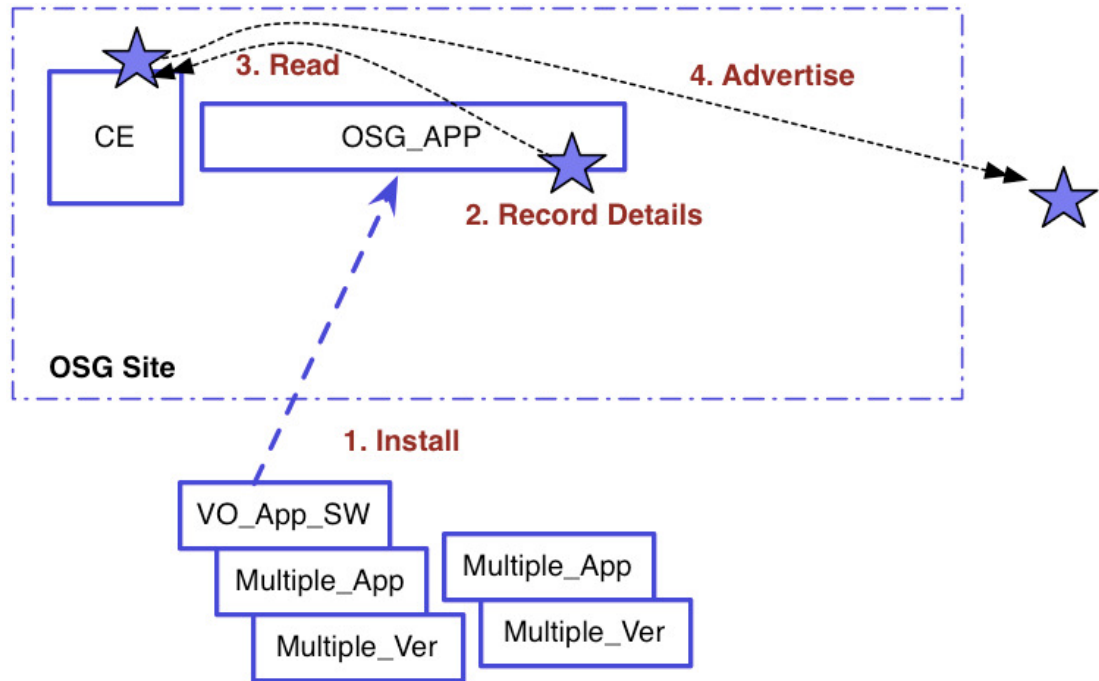 3. Read
4. Advertise
CE
OSG_APP
2. Record Details
OSG Site
1. Install
VO_App_SW
Multiple_App
Multiple_Ver
Multiple_App
Multiple_Ver